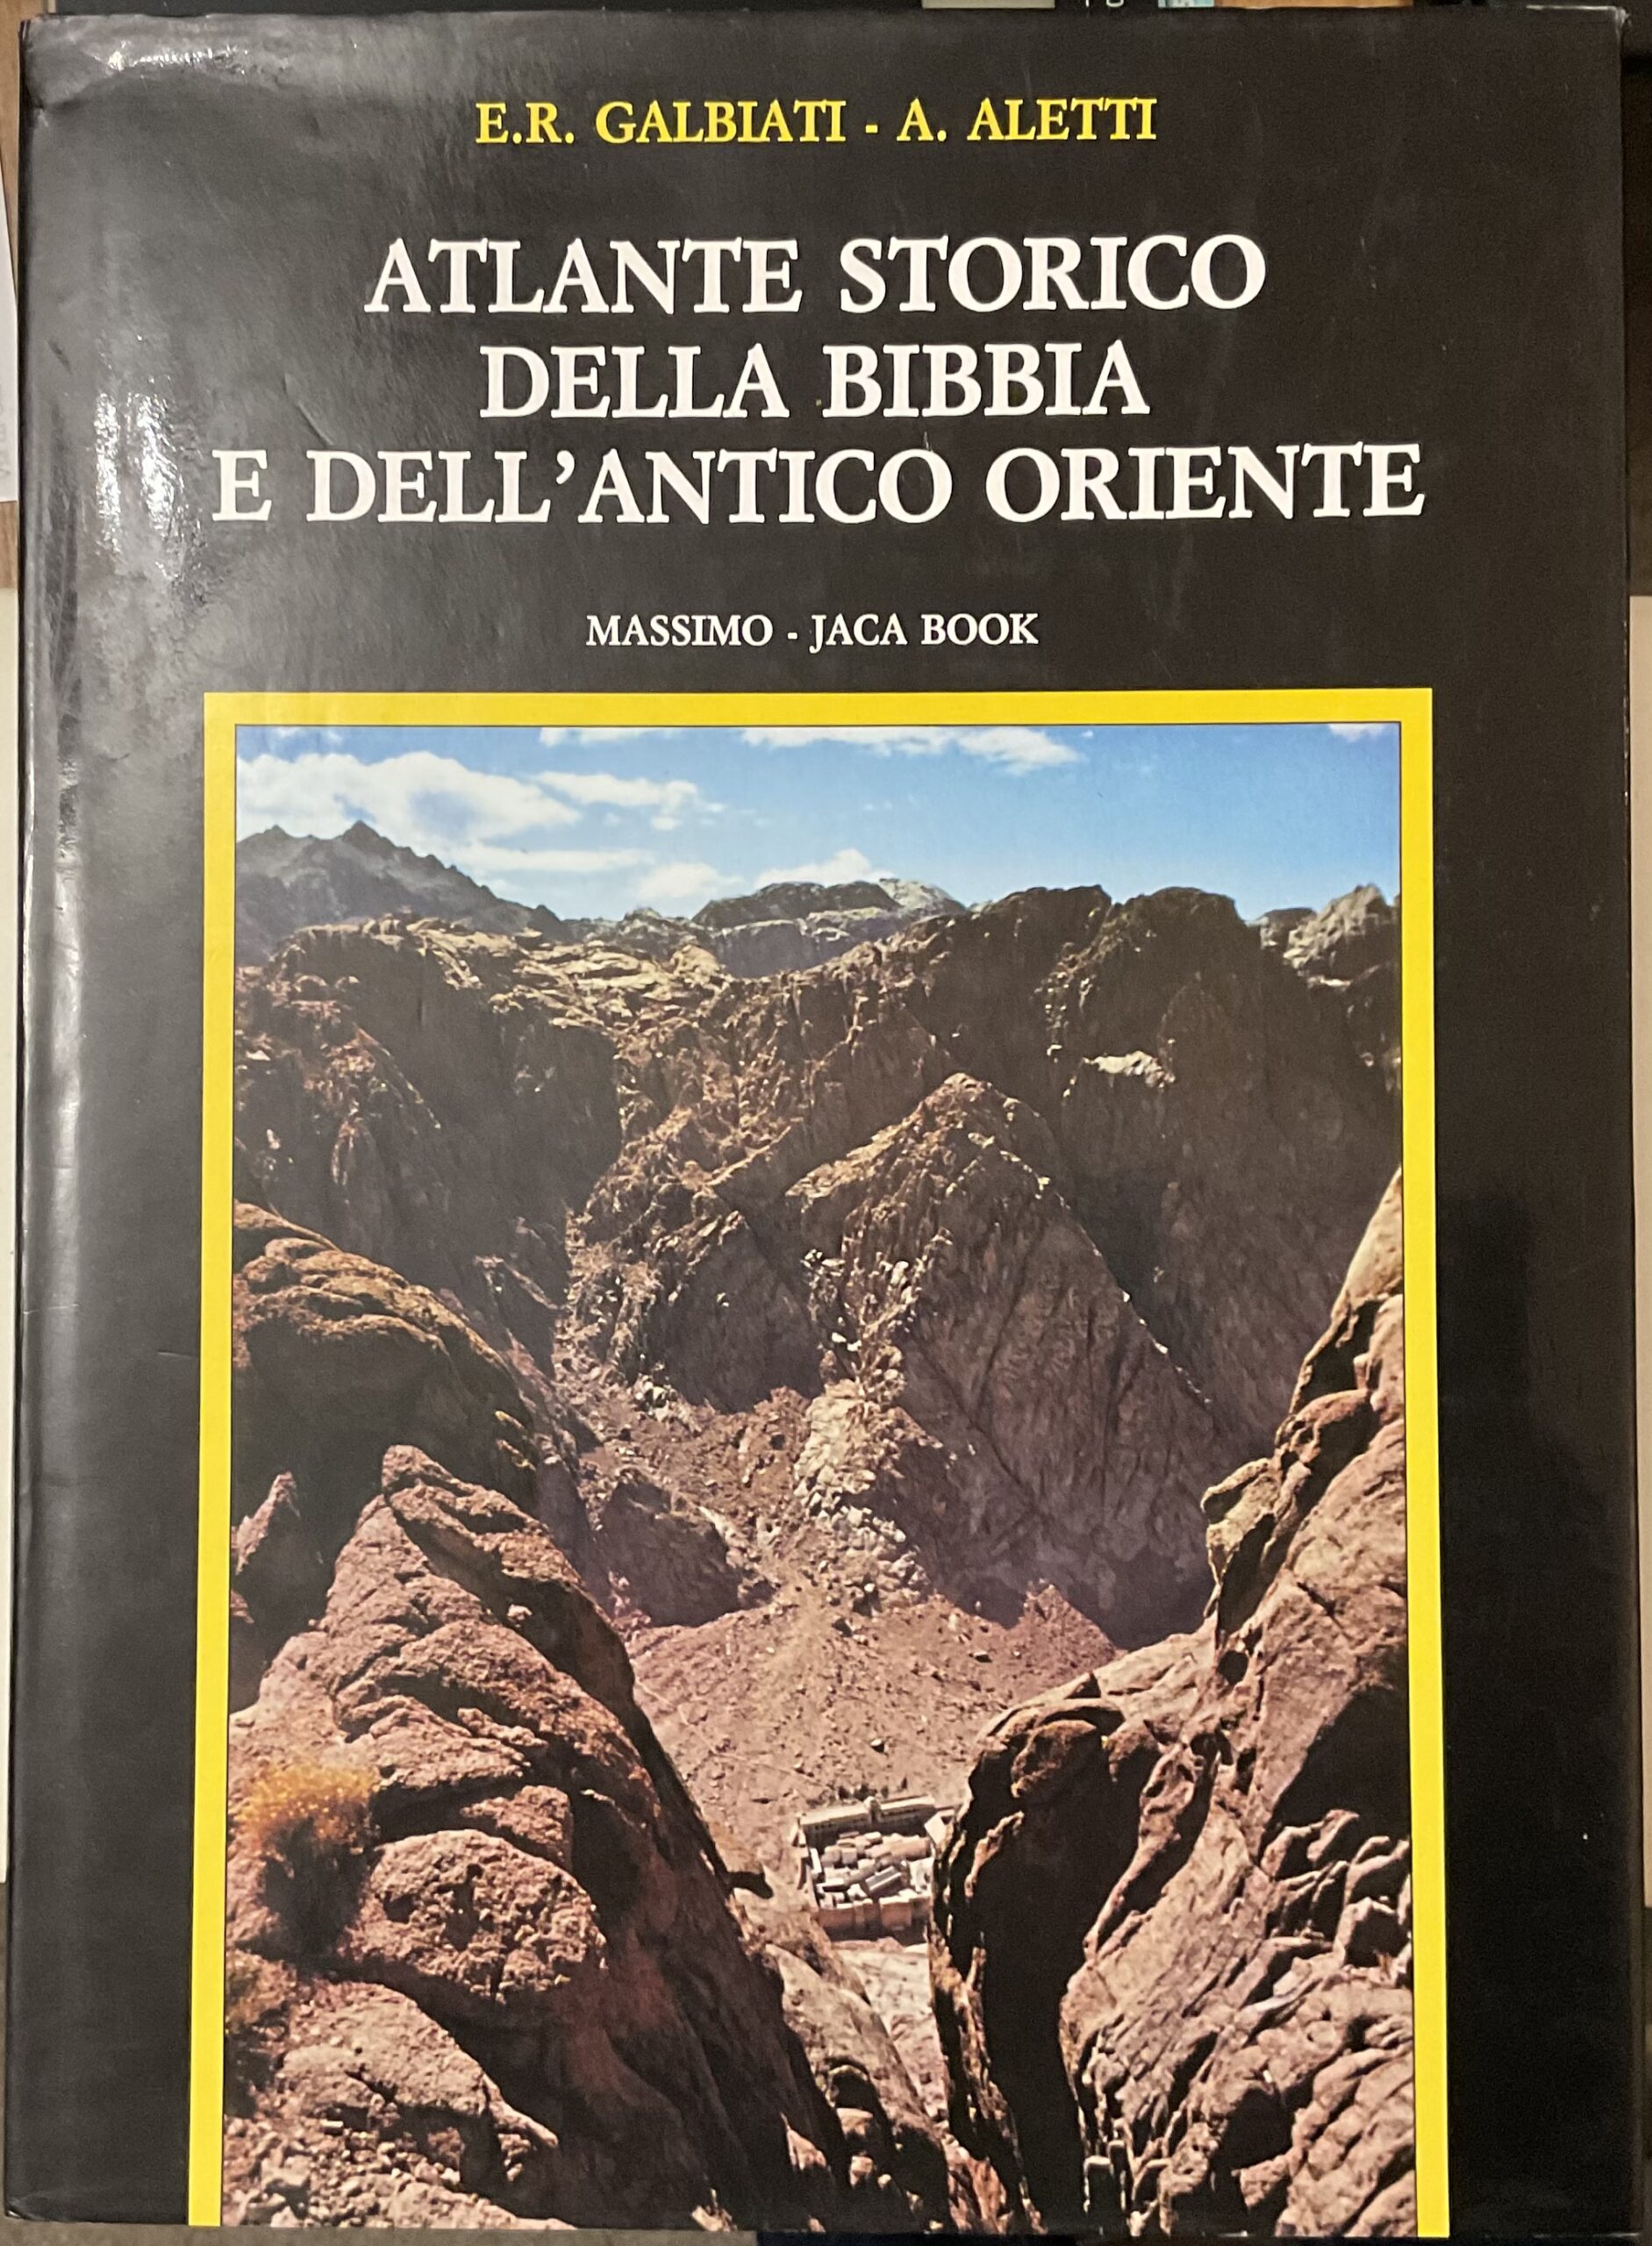 E.R. GALBIATI - A. ALETTI
ATLANTE STORICO
DELLA BIBBIA
E DELL'ANTICO ORIENTE
MASSIMO - JACA BOOK